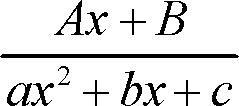 Ax + B
ax² + bx + c